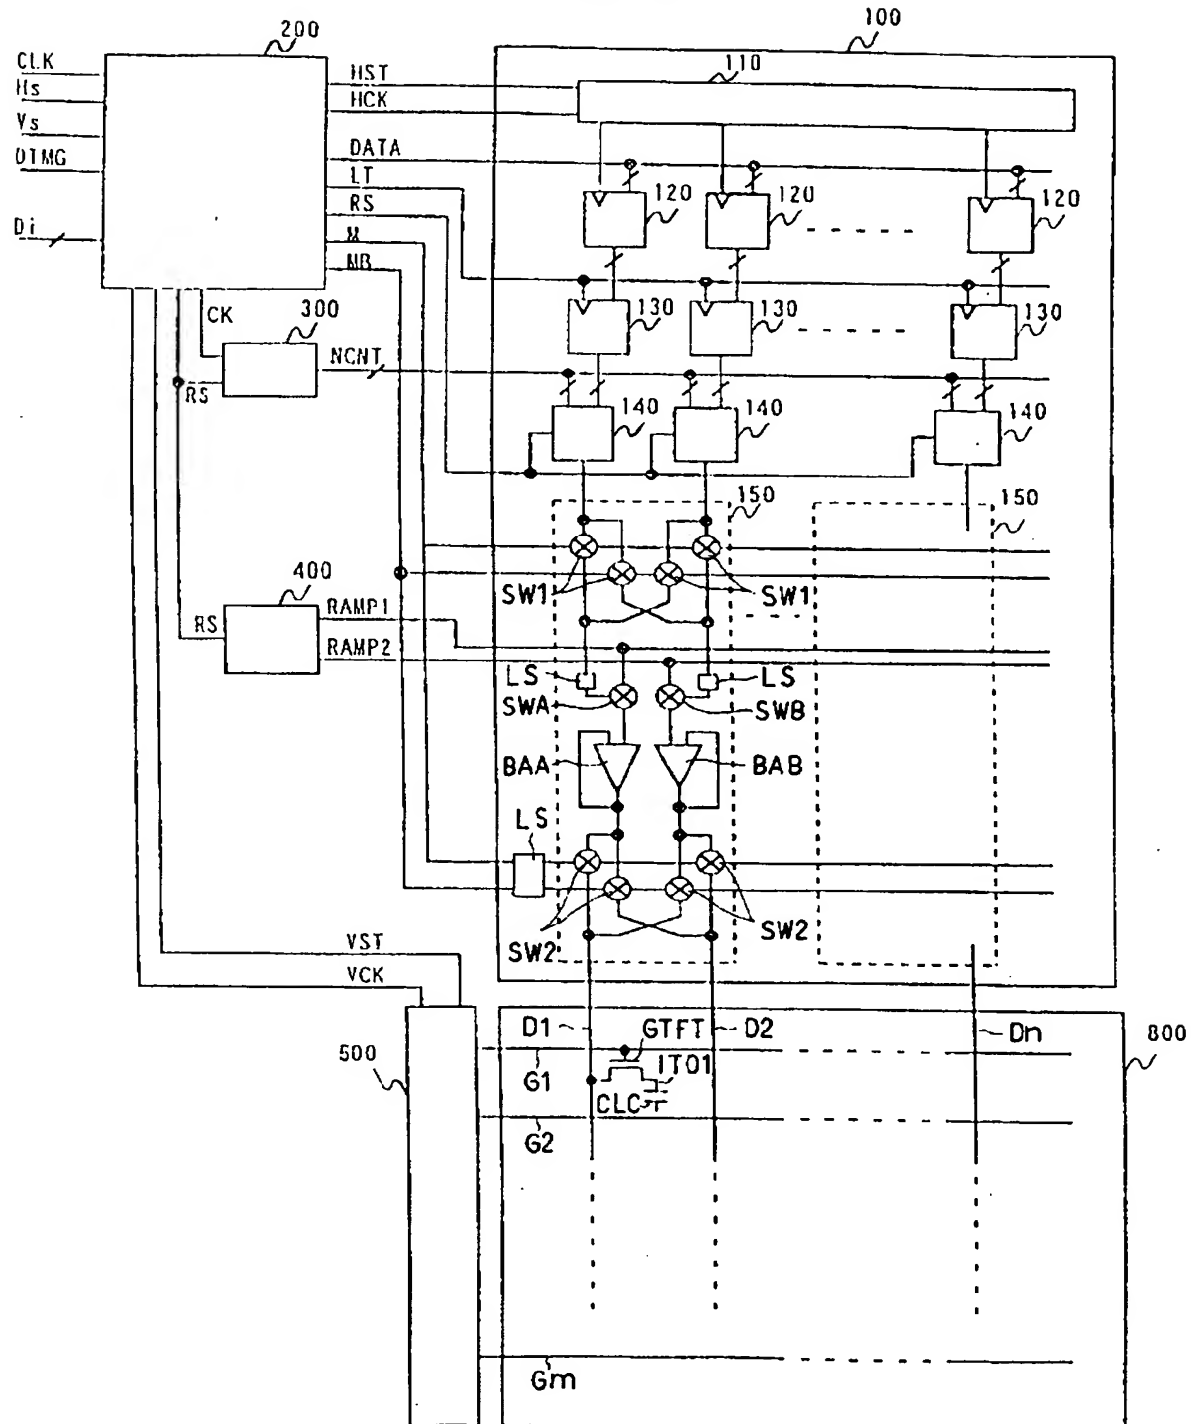 200
100
CLK
Hs
Vs
DTMG
Di
HST
HCK
110
DATA
LT
RS
M
MB
120
120
120
130
130
130
CK
300
RS
NCNT
140
140
140
150
150
SW1
SW1
400
RS
RAMP1
RAMP2
LS
LS
SWA
SWB
BAA
BAB
LS
SW2
SW2
VST
VCK
500
D1
GTFT
D2
Dn
800
G1
ITO1
CLC
G2
Gm